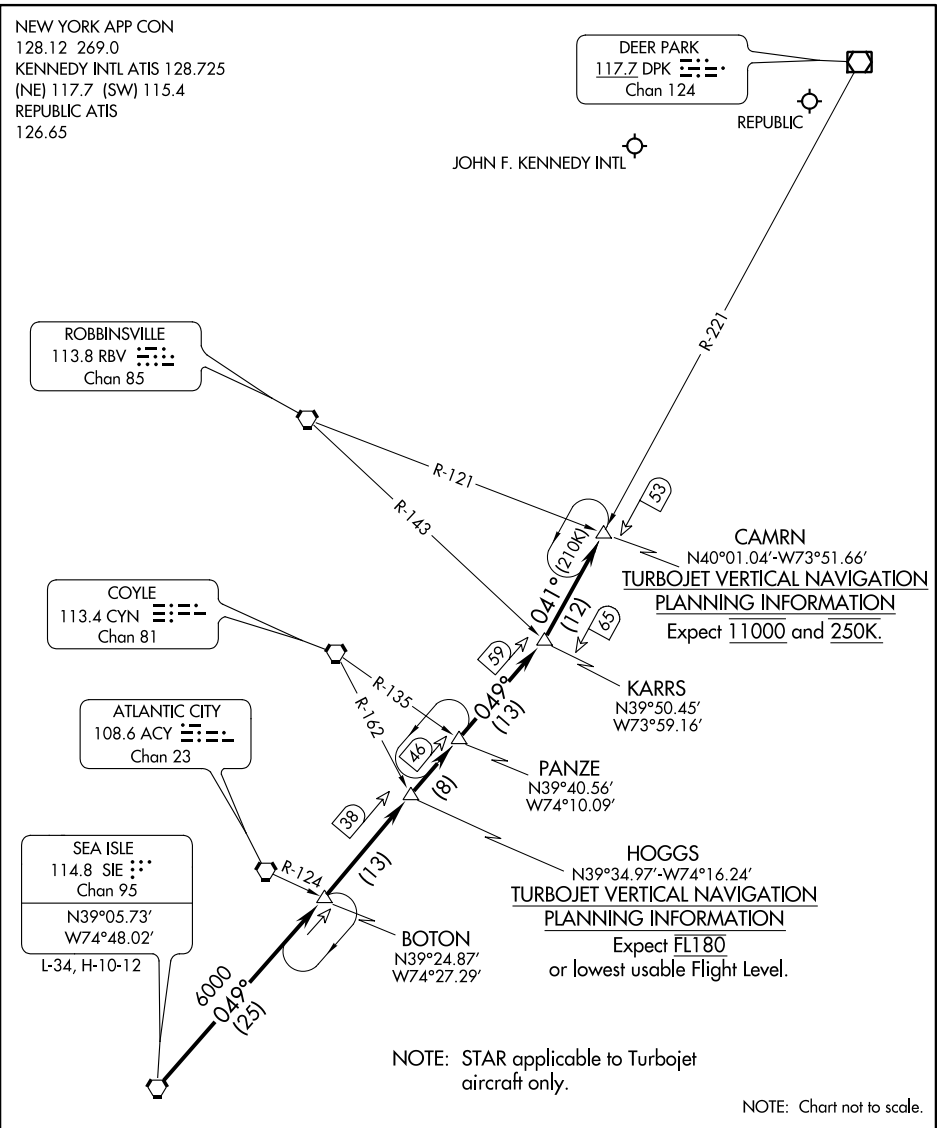 NEW YORK APP CON
128.12 269.0
KENNEDY INTL ATIS 128.725
(NE) 117.7 (SW) 115.4
REPUBLIC ATIS
126.65
DEER PARK
117.7 DPK
Chan 124
REPUBLIC
JOHN F. KENNEDY INTL
R-221
ROBBINSVILLE
113.8 RBV
Chan 85
R-121
R-143
53
CAMRN
N40°01.04'-W73°51.66'
TURBOJET VERTICAL NAVIGATION
PLANNING INFORMATION
Expect 11000 and 250K.
(210K)
041°
(12)
65
59
COYLE
113.4 CYN
Chan 81
R-135
R-162
KARRS
N39°50.45'
W73°59.16'
049°
(13)
46
ATLANTIC CITY
108.6 ACY
Chan 23
PANZE
N39°40.56'
W74°10.09'
(8)
38
HOGGS
N39°34.97'-W74°16.24'
TURBOJET VERTICAL NAVIGATION
PLANNING INFORMATION
Expect FL180
or lowest usable Flight Level.
(13)
SEA ISLE
114.8 SIE
Chan 95
N39°05.73'
W74°48.02'
L-34, H-10-12
R-124
BOTON
N39°24.87'
W74°27.29'
6000
049°
(25)
NOTE: STAR applicable to Turbojet
aircraft only.
NOTE: Chart not to scale.